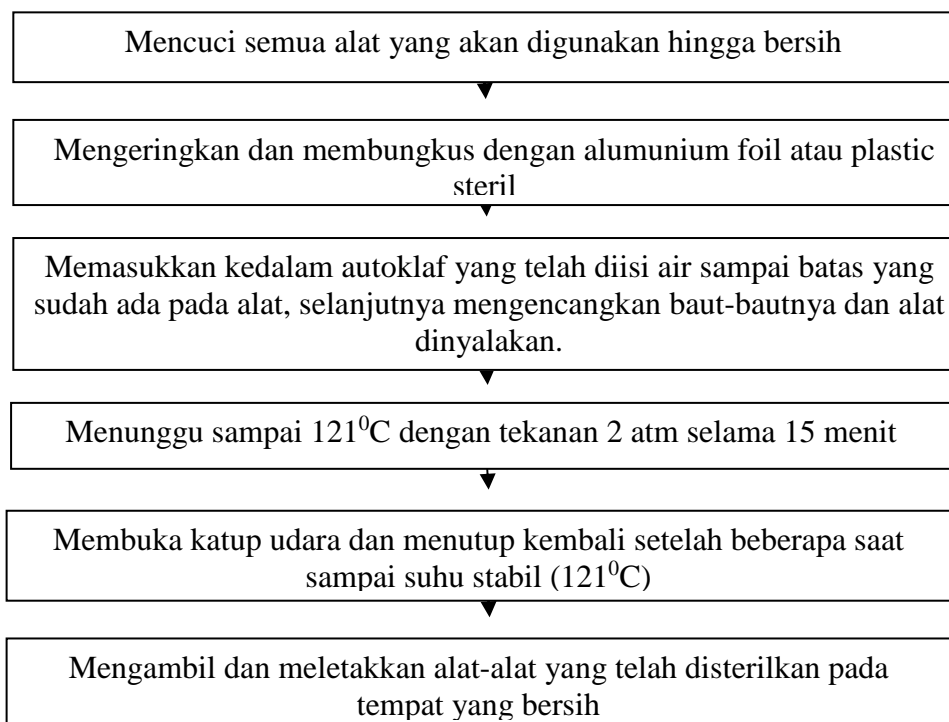 Mencuci semua alat yang akan digunakan hingga bersih
Mengeringkan dan membungkus dengan alumunium foil atau plastic
steril
Memasukkan kedalam autoklaf yang telah diisi air sampai batas yang
sudah ada pada alat, selanjutnya mengencangkan baut-bautnya dan alat
dinyalakan.
Menunggu sampai 121⁰C dengan tekanan 2 atm selama 15 menit
Membuka katup udara dan menutup kembali setelah beberapa saat
sampai suhu stabil (121⁰C)
Mengambil dan meletakkan alat-alat yang telah disterilkan pada
tempat yang bersih